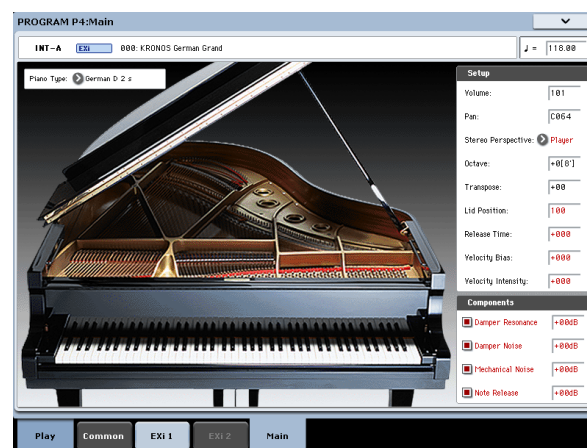 PROGRAM P4:Main
INT-A EXi 000: KRONOS German Grand ♩ = 118.00
Piano Type: German D 2 s
Setup
Volume: 101
Pan: C064
Stereo Perspective: Player
Octave: +0[8']
Transpose: +00
Lid Position: 100
Release Time: +000
Velocity Bias: +000
Velocity Intensity: +000
Components
Damper Resonance +00dB
Damper Noise +00dB
Mechanical Noise +00dB
Note Release +00dB
Play Common EXi 1 EXi 2 Main